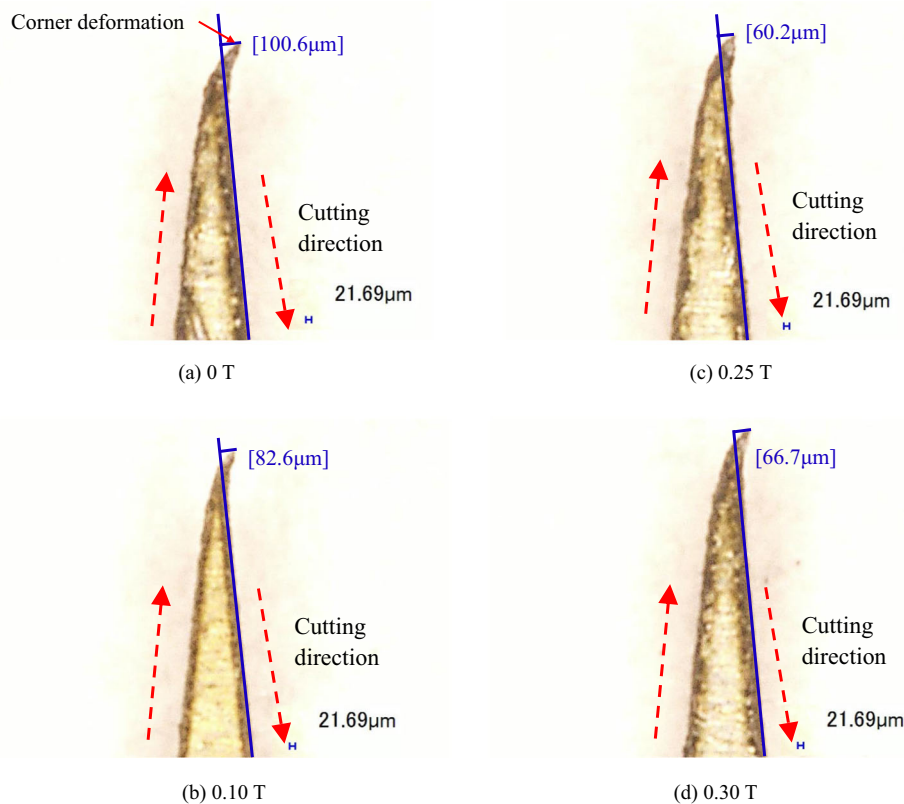 Corner deformation
[100.6μm]
Cutting
direction
21.69μm
(a) 0 T
[60.2μm]
Cutting
direction
21.69μm
(c) 0.25 T
[82.6μm]
Cutting
direction
21.69μm
(b) 0.10 T
[66.7μm]
Cutting
direction
21.69μm
(d) 0.30 T